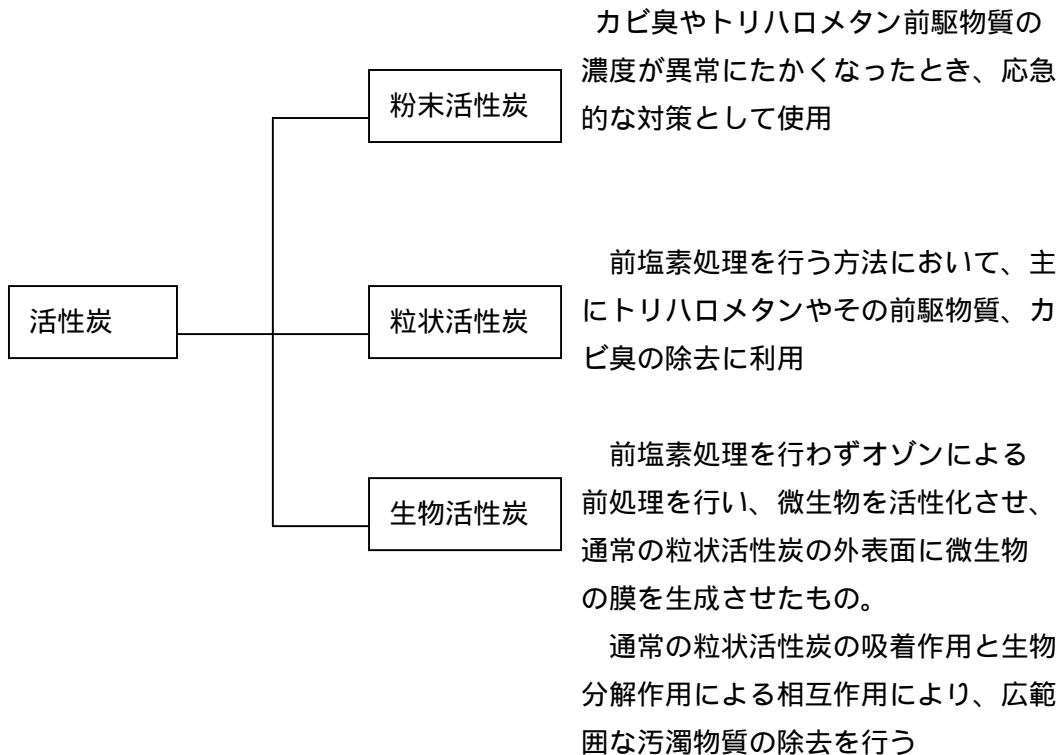 カビ臭やトリハロメタン前駆物質の
濃度が異常にたかくなったとき、応急
的な対策として使用
粉末活性炭
前塩素処理を行う方法において、主
にトリハロメタンやその前駆物質、カ
ビ臭の除去に利用
活性炭
粒状活性炭
前塩素処理を行わずオゾンによる
前処理を行い、微生物を活性化させ、
通常の粒状活性炭の外表面に微生物
の膜を生成させたもの。
生物活性炭
通常の粒状活性炭の吸着作用と生物
分解作用による相互作用により、広範
囲な汚濁物質の除去を行う